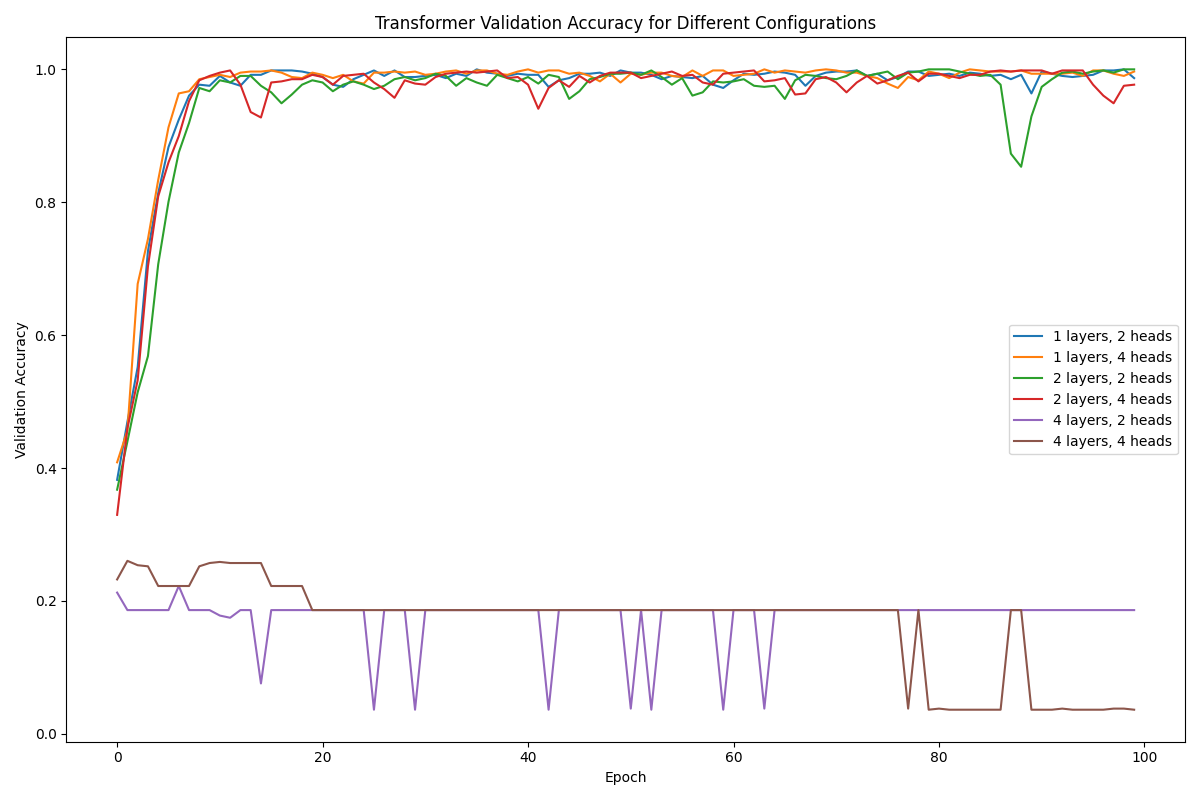 Transformer Validation Accuracy for Different Configurations
Validation Accuracy
1.0
0.8
0.6
0.4
0.2
0.0
1 layers, 2 heads
1 layers, 4 heads
2 layers, 2 heads
2 layers, 4 heads
4 layers, 2 heads
4 layers, 4 heads
0 20 40 60 80 100
Epoch